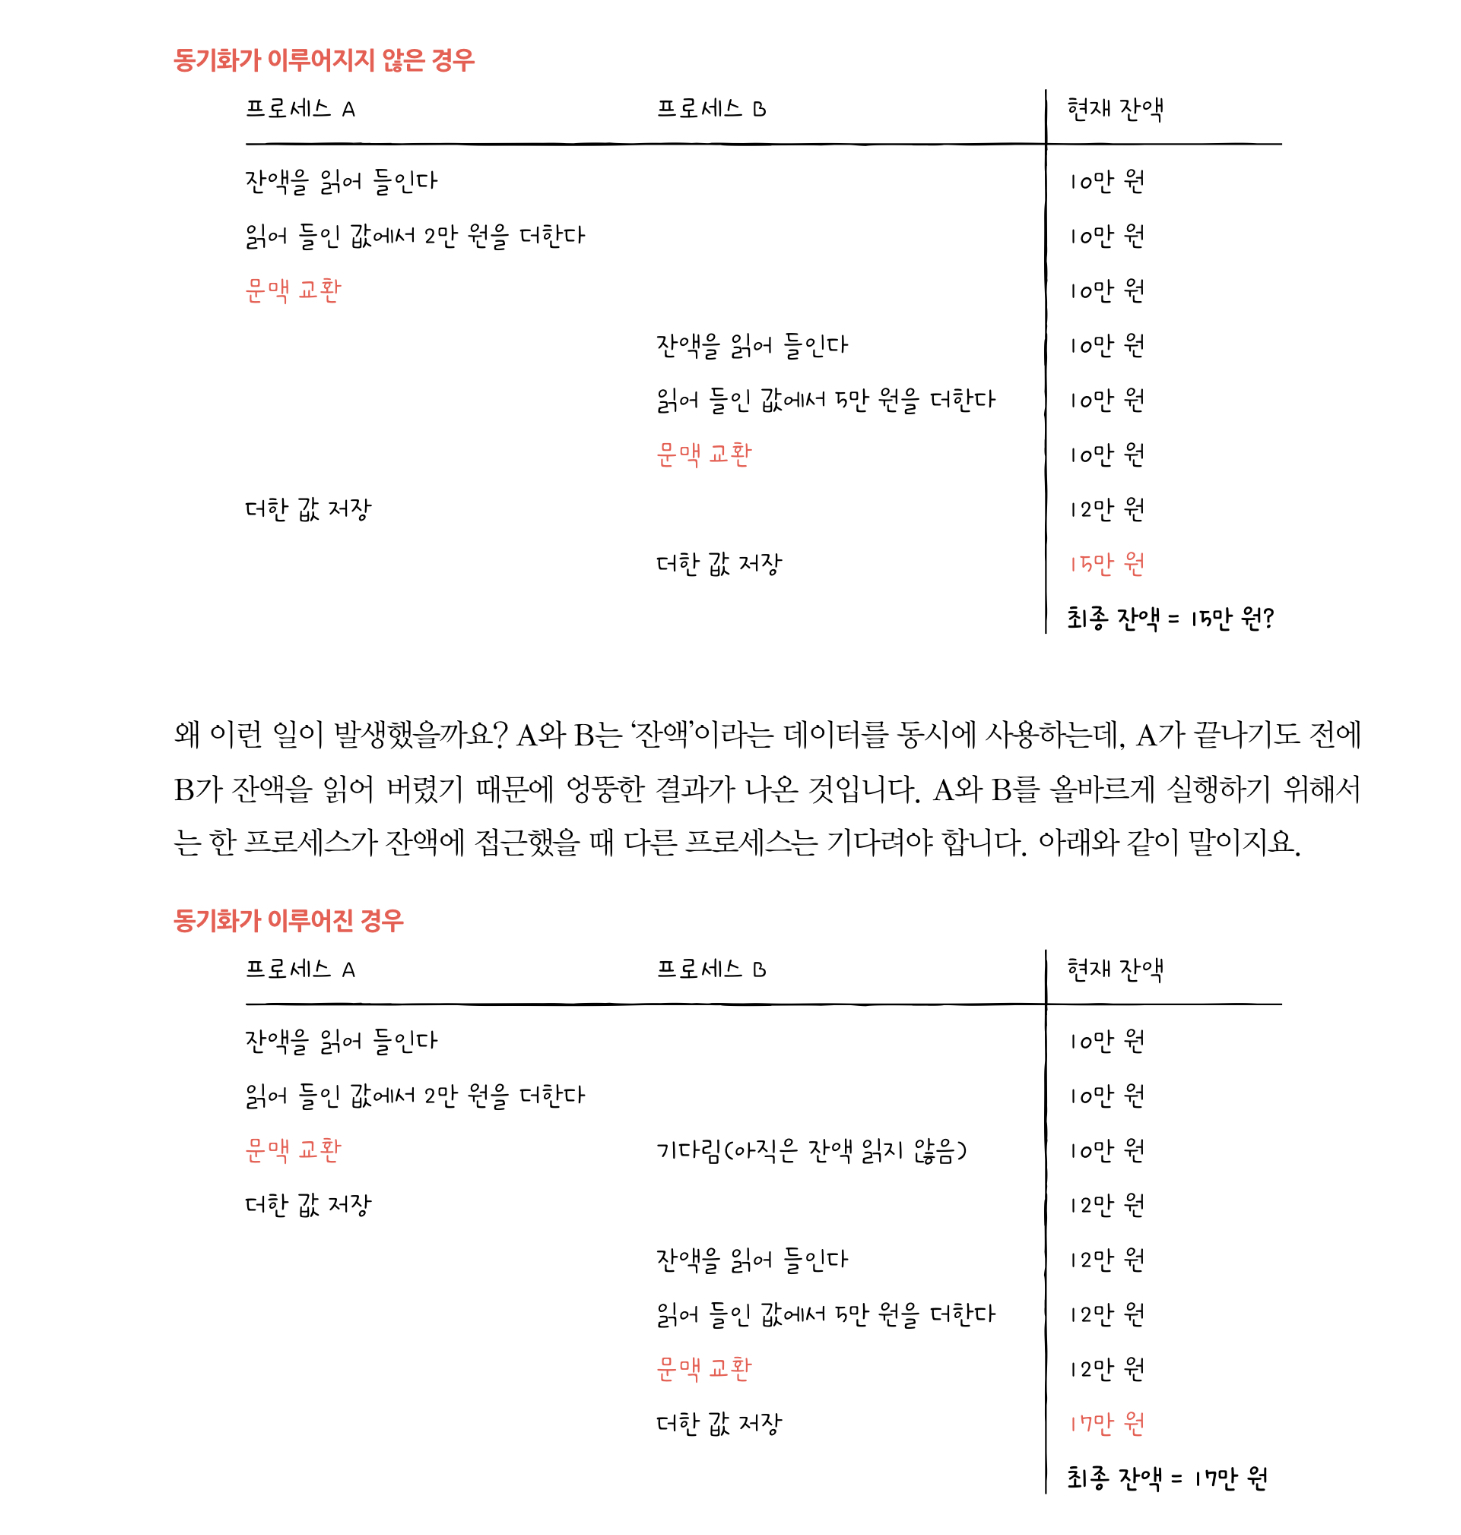 동기화가 이루어지지 않은 경우
프로세스 A 프로세스 B 현재 잔액
잔액을 읽어 들인다 10만 원
읽어 들인 값에서 2만 원을 더한다 10만 원
문맥 교환 10만 원
잔액을 읽어 들인다 10만 원
읽어 들인 값에서 5만 원을 더한다 10만 원
문맥 교환 10만 원
더한 값 저장 12만 원
더한 값 저장 15만 원
최종 잔액 = 15만 원?
왜 이런 일이 발생했을까요? A와 B는 ‘잔액’이라는 데이터를 동시에 사용하는데, A가 끝나기도 전에
B가 잔액을 읽어 버렸기 때문에 엉뚱한 결과가 나온 것입니다. A와 B를 올바르게 실행하기 위해서
는 한 프로세스가 잔액에 접근했을 때 다른 프로세스는 기다려야 합니다. 아래와 같이 말이지요.
동기화가 이루어진 경우
프로세스 A 프로세스 B 현재 잔액
잔액을 읽어 들인다 10만 원
읽어 들인 값에서 2만 원을 더한다 10만 원
문맥 교환 기다림(아직은 잔액 읽지 않음) 10만 원
더한 값 저장 12만 원
잔액을 읽어 들인다 12만 원
읽어 들인 값에서 5만 원을 더한다 12만 원
문맥 교환 12만 원
더한 값 저장 17만 원
최종 잔액 = 17만 원